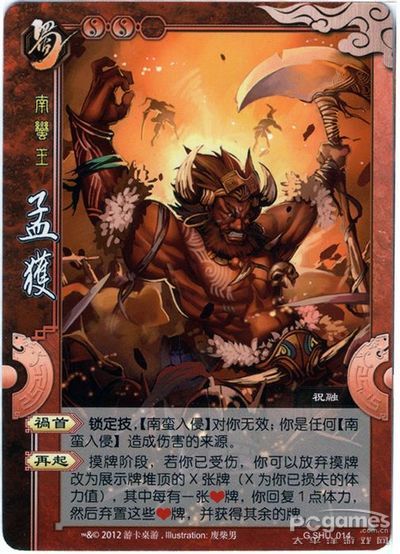 蜀
南蠻王
孟獲
祝融
禍首 锁定技,【南蛮入侵】对你无效;你是任何【南
蛮入侵】造成伤害的来源。
再起 摸牌阶段,若你已受伤,你可以放弃摸牌
改为展示牌堆顶的X张牌(X为你已损失的体
力值),其中每有一张♥牌,你回复1点体力,
然后弃置这些♥牌,并获得其余的牌。
™&© 2012 游卡桌游. Illustration: 废柴男
G.SHU 014
PConline games
太平洋游戏网